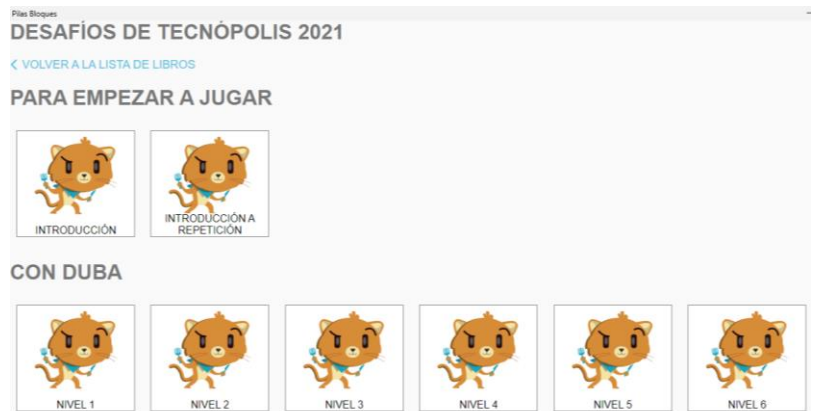 Pilas Bloques
DESAFÍOS DE TECNÓPOLIS 2021
< VOLVER A LA LISTA DE LIBROS
PARA EMPEZAR A JUGAR
INTRODUCCIÓN
INTRODUCCIÓN A
REPETICIÓN
CON DUBA
NIVEL 1
NIVEL 2
NIVEL 3
NIVEL 4
NIVEL 5
NIVEL 6